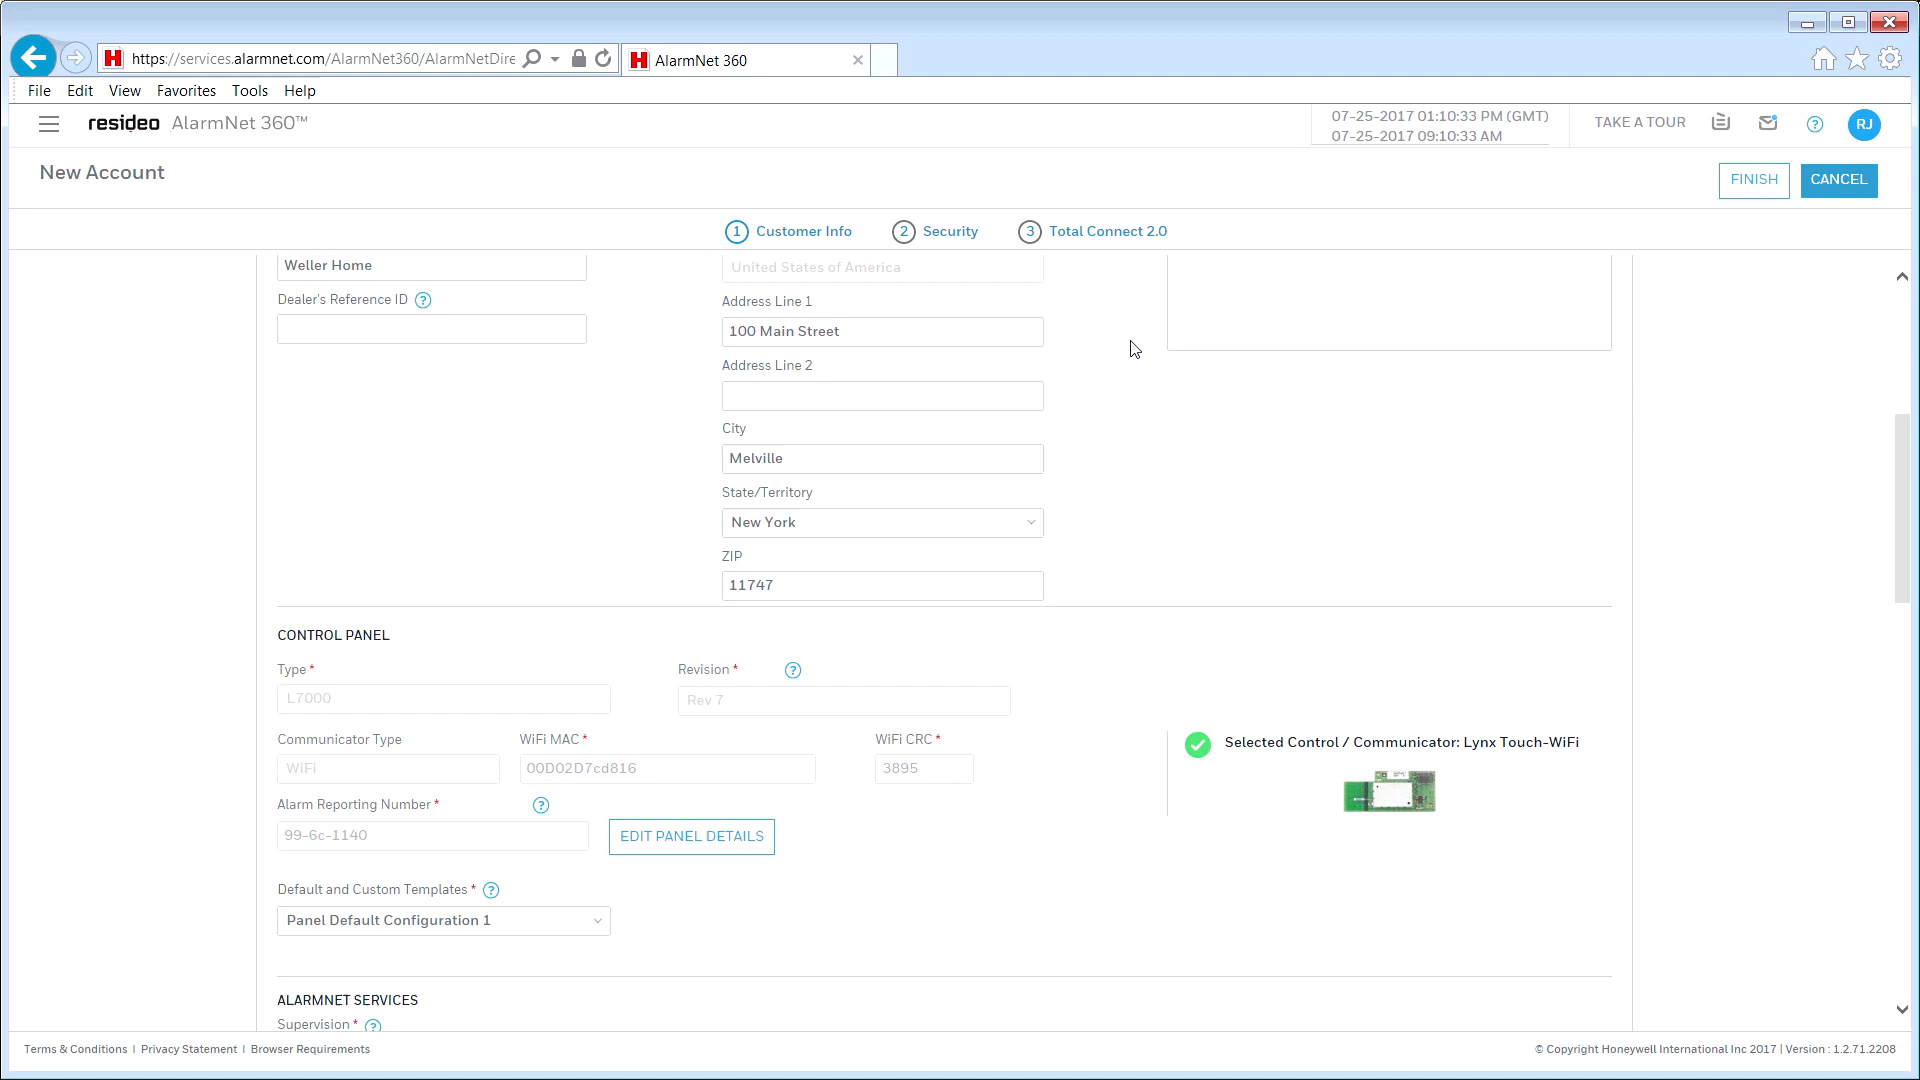 https://services.alarmnet.com/AlarmNet360/AlarmNetDire
AlarmNet 360
File Edit View Favorites Tools Help
resideo AlarmNet 360™
07-25-2017 01:10:33 PM (GMT)
07-25-2017 09:10:33 AM
TAKE A TOUR
RJ
New Account
FINISH
CANCEL
1 Customer Info
2 Security
3 Total Connect 2.0
Weller Home
Dealer's Reference ID ?
United States of America
Address Line 1
100 Main Street
Address Line 2
City
Melville
State/Territory
New York
ZIP
11747
CONTROL PANEL
Type *
L7000
Revision * ?
Rev 7
Communicator Type
WiFi
WiFi MAC *
00D02D7cd816
WiFi CRC *
3895
Selected Control / Communicator: Lynx Touch-WiFi
Alarm Reporting Number * ?
99-6c-1140
EDIT PANEL DETAILS
Default and Custom Templates * ?
Panel Default Configuration 1
ALARMNET SERVICES
Supervision * ?
Terms & Conditions | Privacy Statement | Browser Requirements
© Copyright Honeywell International Inc 2017 | Version : 1.2.71.2208